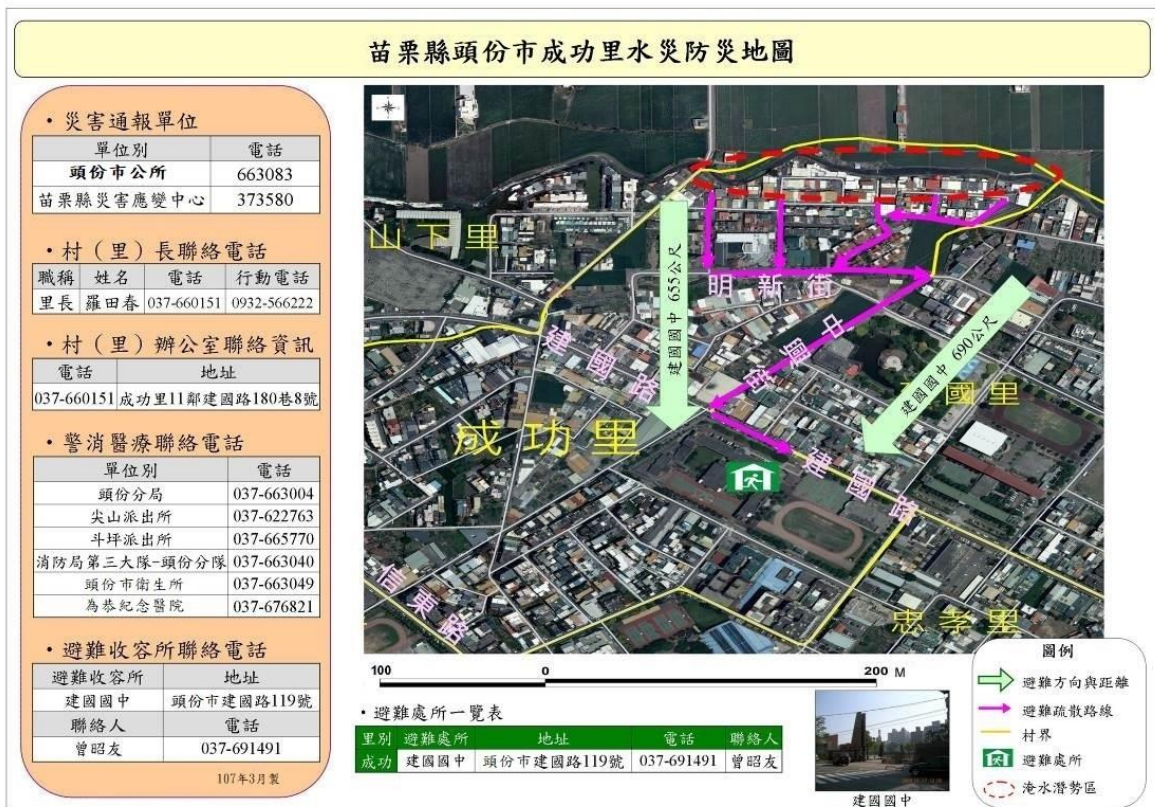 苗栗縣頭份市成功里水災防災地圖
・災害通報單位
單位別 電話
頭份市公所 663083
苗栗縣災害應變中心 373580
・村（里）長聯絡電話
職稱 姓名 電話 行動電話
里長 羅田春 037-660151 0932-566222
・村（里）辦公室聯絡資訊
電話 地址
037-660151 成功里11鄰建國路180巷8號
・警消醫療聯絡電話
單位別 電話
頭份分局 037-663004
尖山派出所 037-622763
斗坪派出所 037-665770
消防局第三大隊-頭份分隊 037-663040
頭份市衛生所 037-663049
為恭紀念醫院 037-676821
・避難收容所聯絡電話
避難收容所 地址
建國國中 頭份市建國路119號
聯絡人 電話
曾昭友 037-691491
107年3月製
山下里
明新街
建國國中 655公尺
中興街
建國路
建國國中 690公尺
國里
成功里
建國路
信東路
忠孝里
100 0 200 M
・避難處所一覽表
里別 避難處所 地址 電話 聯絡人
成功 建國國中 頭份市建國路119號 037-691491 曾昭友
建國國中
圖例
避難方向與距離
避難疏散路線
村界
避難處所
淹水潛勢區